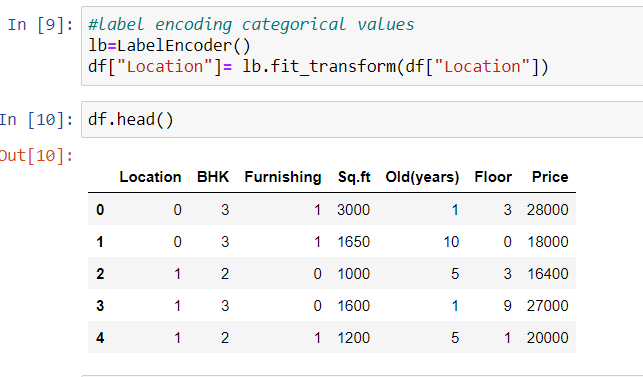 In [9]: #label encoding categorical values
lb=LabelEncoder()
df["Location"]= lb.fit_transform(df["Location"])
In [10]: df.head()
Out[10]:
Location BHK Furnishing Sq.ft Old(years) Floor Price
0 0 3 1 3000 1 3 28000
1 0 3 1 1650 10 0 18000
2 1 2 0 1000 5 3 16400
3 1 3 0 1600 1 9 27000
4 1 2 1 1200 5 1 20000